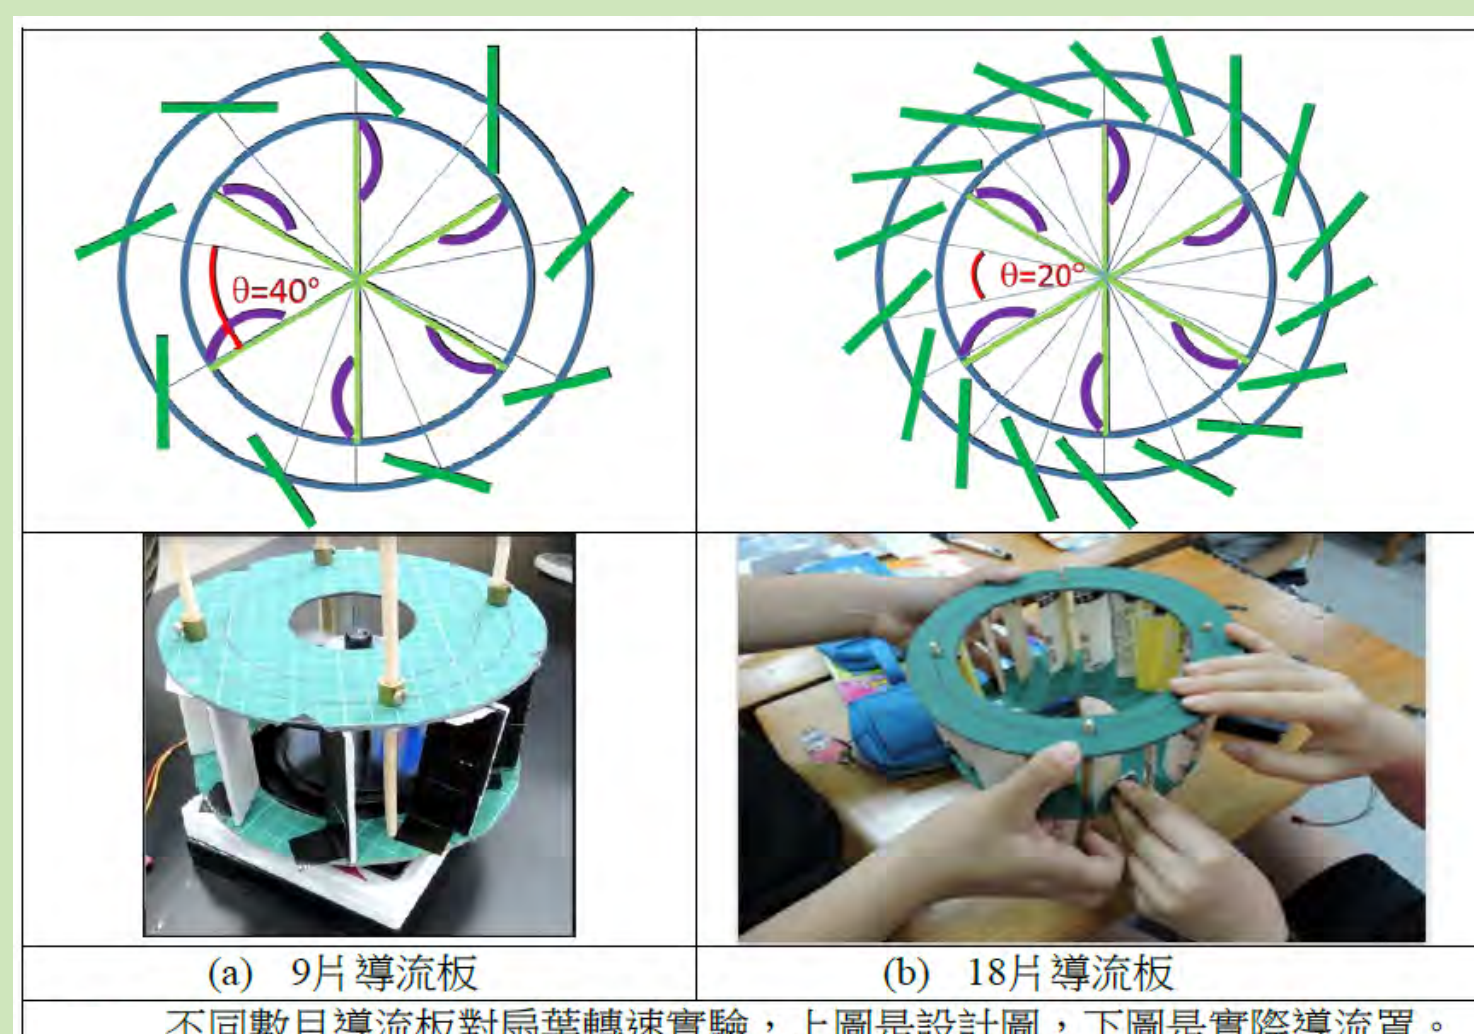 θ=40°
θ=20°
(a) 9片導流板
(b) 18片導流板
不同數目導流板對扇葉轉速實驗，上圖是設計圖，下圖是實際導流罩。